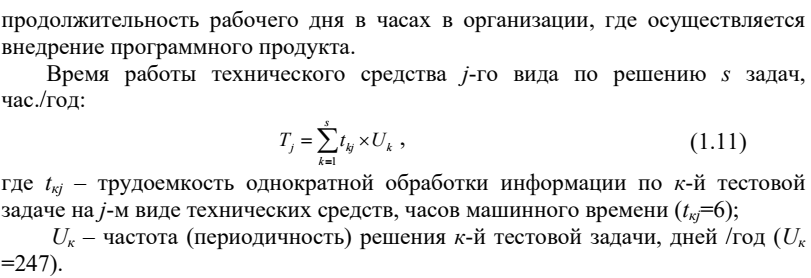 продолжительность рабочего дня в часах в организации, где осуществляется
внедрение программного продукта.
Время работы технического средства j-го вида по решению s задач,
час./год:
T_j = \sum_{k=1}^{s} t_{kj} × U_k , (1.11)
где t_{кj} – трудоемкость однократной обработки информации по к-й тестовой
задаче на j-м виде технических средств, часов машинного времени (t_{кj}=6);
U_к – частота (периодичность) решения к-й тестовой задачи, дней /год (U_к
=247).